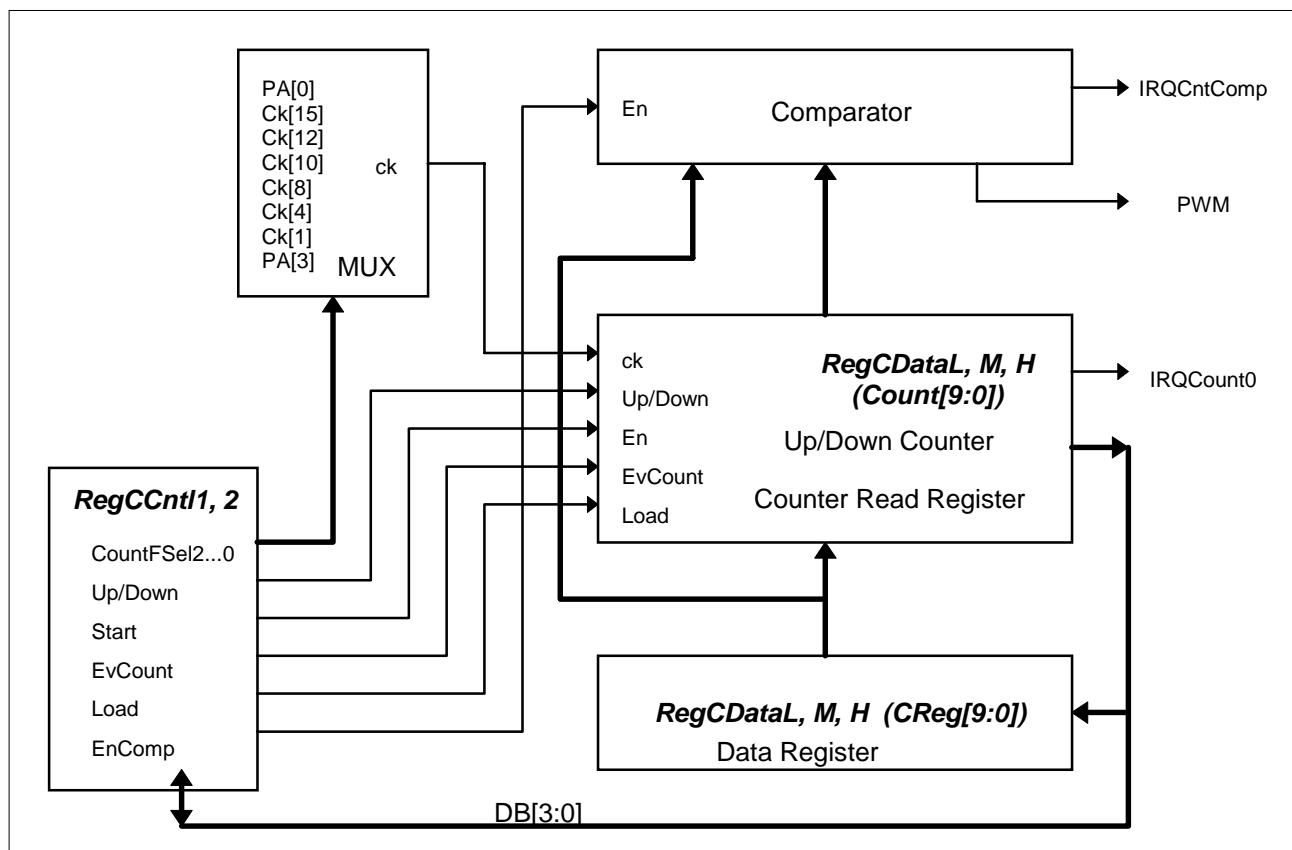 PA[0]
Ck[15]
Ck[12]
Ck[10]
Ck[8]
Ck[4]
Ck[1]
PA[3]
ck
MUX
En
Comparator
IRQCntComp
PWM
ck
Up/Down
En
EvCount
Load
RegCDataL, M, H
(Count[9:0])
Up/Down Counter
Counter Read Register
IRQCount0
RegCCntl1, 2
CountFSel2...0
Up/Down
Start
EvCount
Load
EnComp
RegCDataL, M, H (CReg[9:0])
Data Register
DB[3:0]